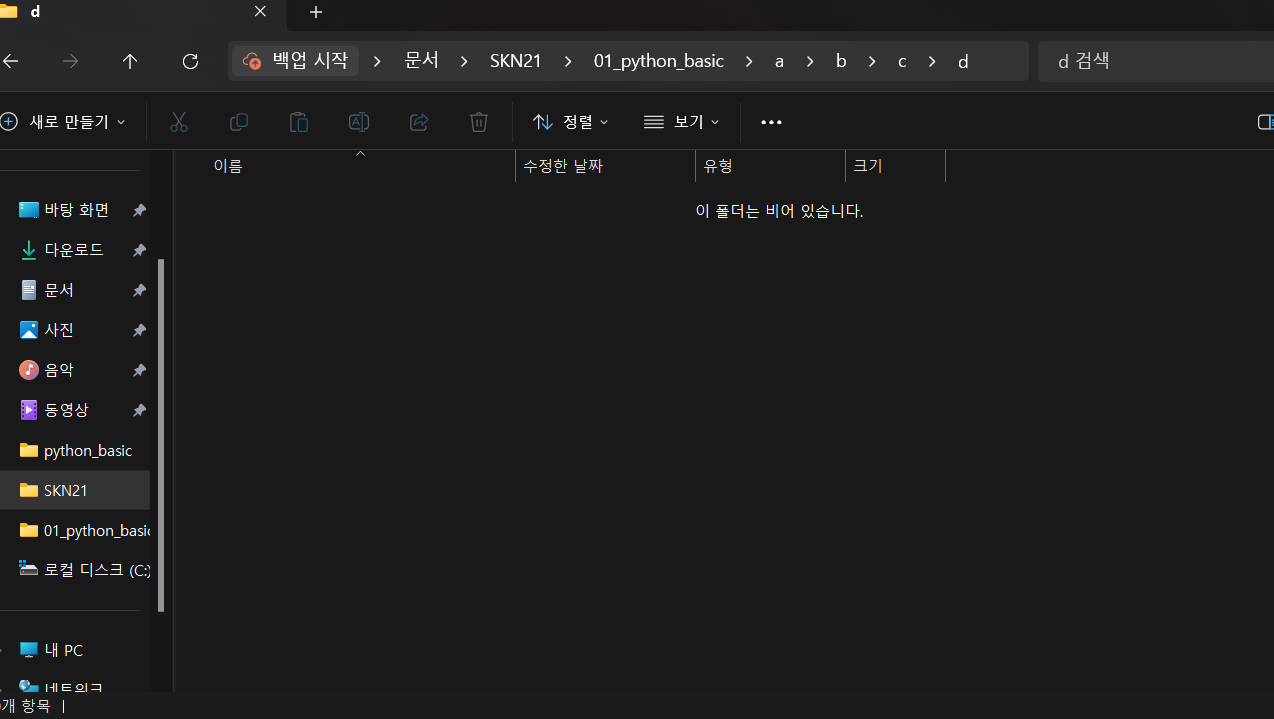 d
백업 시작 문서 SKN21 01_python_basic a b c d d 검색
새로 만들기 정렬 보기
이름 수정한 날짜 유형 크기
이 폴더는 비어 있습니다.
바탕 화면
다운로드
문서
사진
음악
동영상
python_basic
SKN21
01_python_basic
로컬 디스크 (C:)
내 PC
네트워크
개 항목